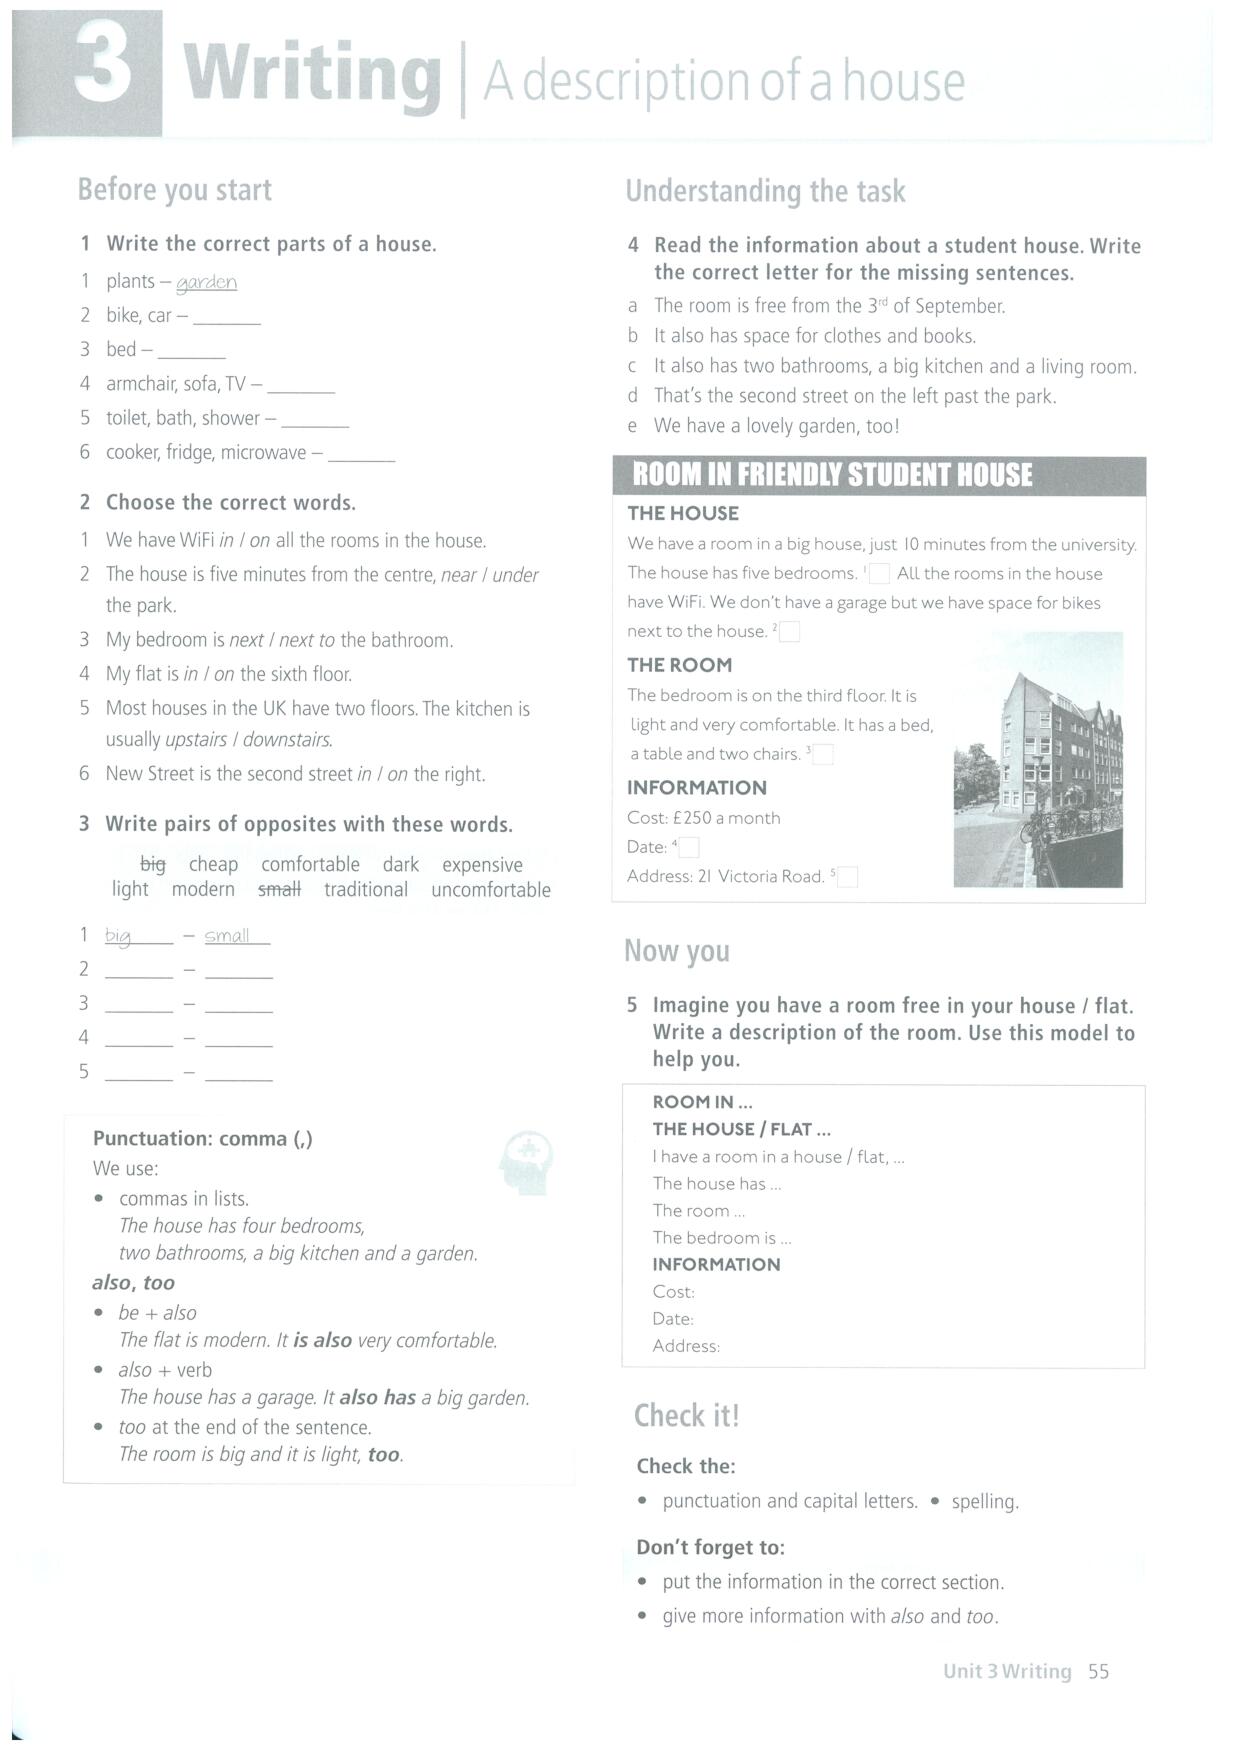 3 Writing | A description of a house
Before you start
1 Write the correct parts of a house.
1 plants – garden
2 bike, car – ______
3 bed – ______
4 armchair, sofa, TV – ______
5 toilet, bath, shower – ______
6 cooker, fridge, microwave – ______
2 Choose the correct words.
1 We have WiFi in / on all the rooms in the house.
2 The house is five minutes from the centre, near / under
the park.
3 My bedroom is next / next to the bathroom.
4 My flat is in / on the sixth floor.
5 Most houses in the UK have two floors. The kitchen is
usually upstairs / downstairs.
6 New Street is the second street in / on the right.
3 Write pairs of opposites with these words.
big cheap comfortable dark expensive
light modern small traditional uncomfortable
1 big – small
2 ______ – ______
3 ______ – ______
4 ______ – ______
5 ______ – ______
Punctuation: comma (,)
We use:
• commas in lists.
The house has four bedrooms,
two bathrooms, a big kitchen and a garden.
also, too
• be + also
The flat is modern. It is also very comfortable.
• also + verb
The house has a garage. It also has a big garden.
• too at the end of the sentence.
The room is big and it is light, too.
Understanding the task
4 Read the information about a student house. Write
the correct letter for the missing sentences.
a The room is free from the 3rd of September.
b It also has space for clothes and books.
c It also has two bathrooms, a big kitchen and a living room.
d That's the second street on the left past the park.
e We have a lovely garden, too!
ROOM IN FRIENDLY STUDENT HOUSE
THE HOUSE
We have a room in a big house, just 10 minutes from the university.
The house has five bedrooms. 1 All the rooms in the house
have WiFi. We don't have a garage but we have space for bikes
next to the house. 2
THE ROOM
The bedroom is on the third floor. It is
light and very comfortable. It has a bed,
a table and two chairs. 3
INFORMATION
Cost: £250 a month
Date: 4
Address: 21 Victoria Road. 5
Now you
5 Imagine you have a room free in your house / flat.
Write a description of the room. Use this model to
help you.
ROOM IN ...
THE HOUSE / FLAT ...
I have a room in a house / flat, ...
The house has ...
The room ...
The bedroom is ...
INFORMATION
Cost:
Date:
Address:
Check it!
Check the:
• punctuation and capital letters. • spelling.
Don't forget to:
• put the information in the correct section.
• give more information with also and too.
Unit 3 Writing 55